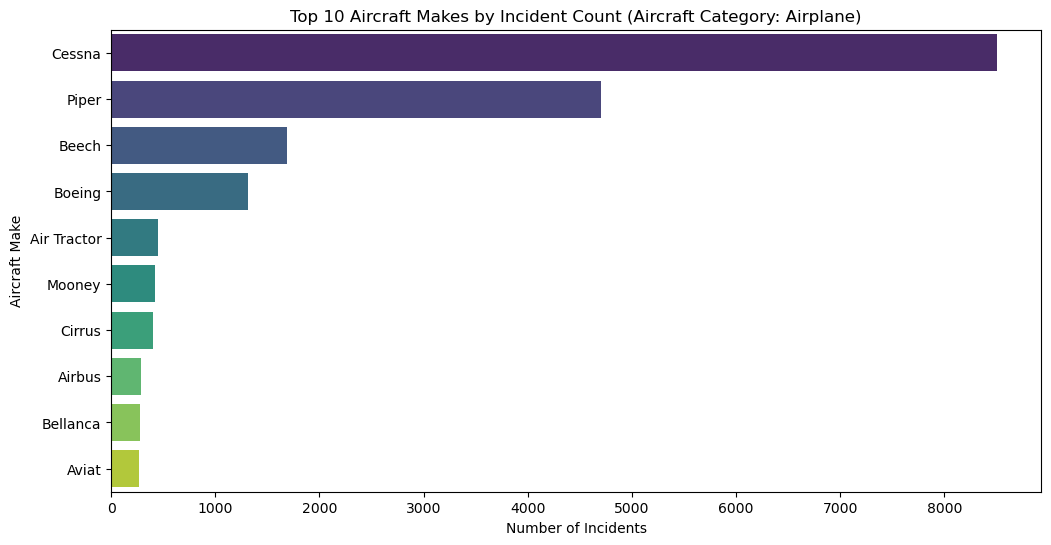 Top 10 Aircraft Makes by Incident Count (Aircraft Category: Airplane)
Aircraft Make
Cessna
Piper
Beech
Boeing
Air Tractor
Mooney
Cirrus
Airbus
Bellanca
Aviat
0 1000 2000 3000 4000 5000 6000 7000 8000
Number of Incidents